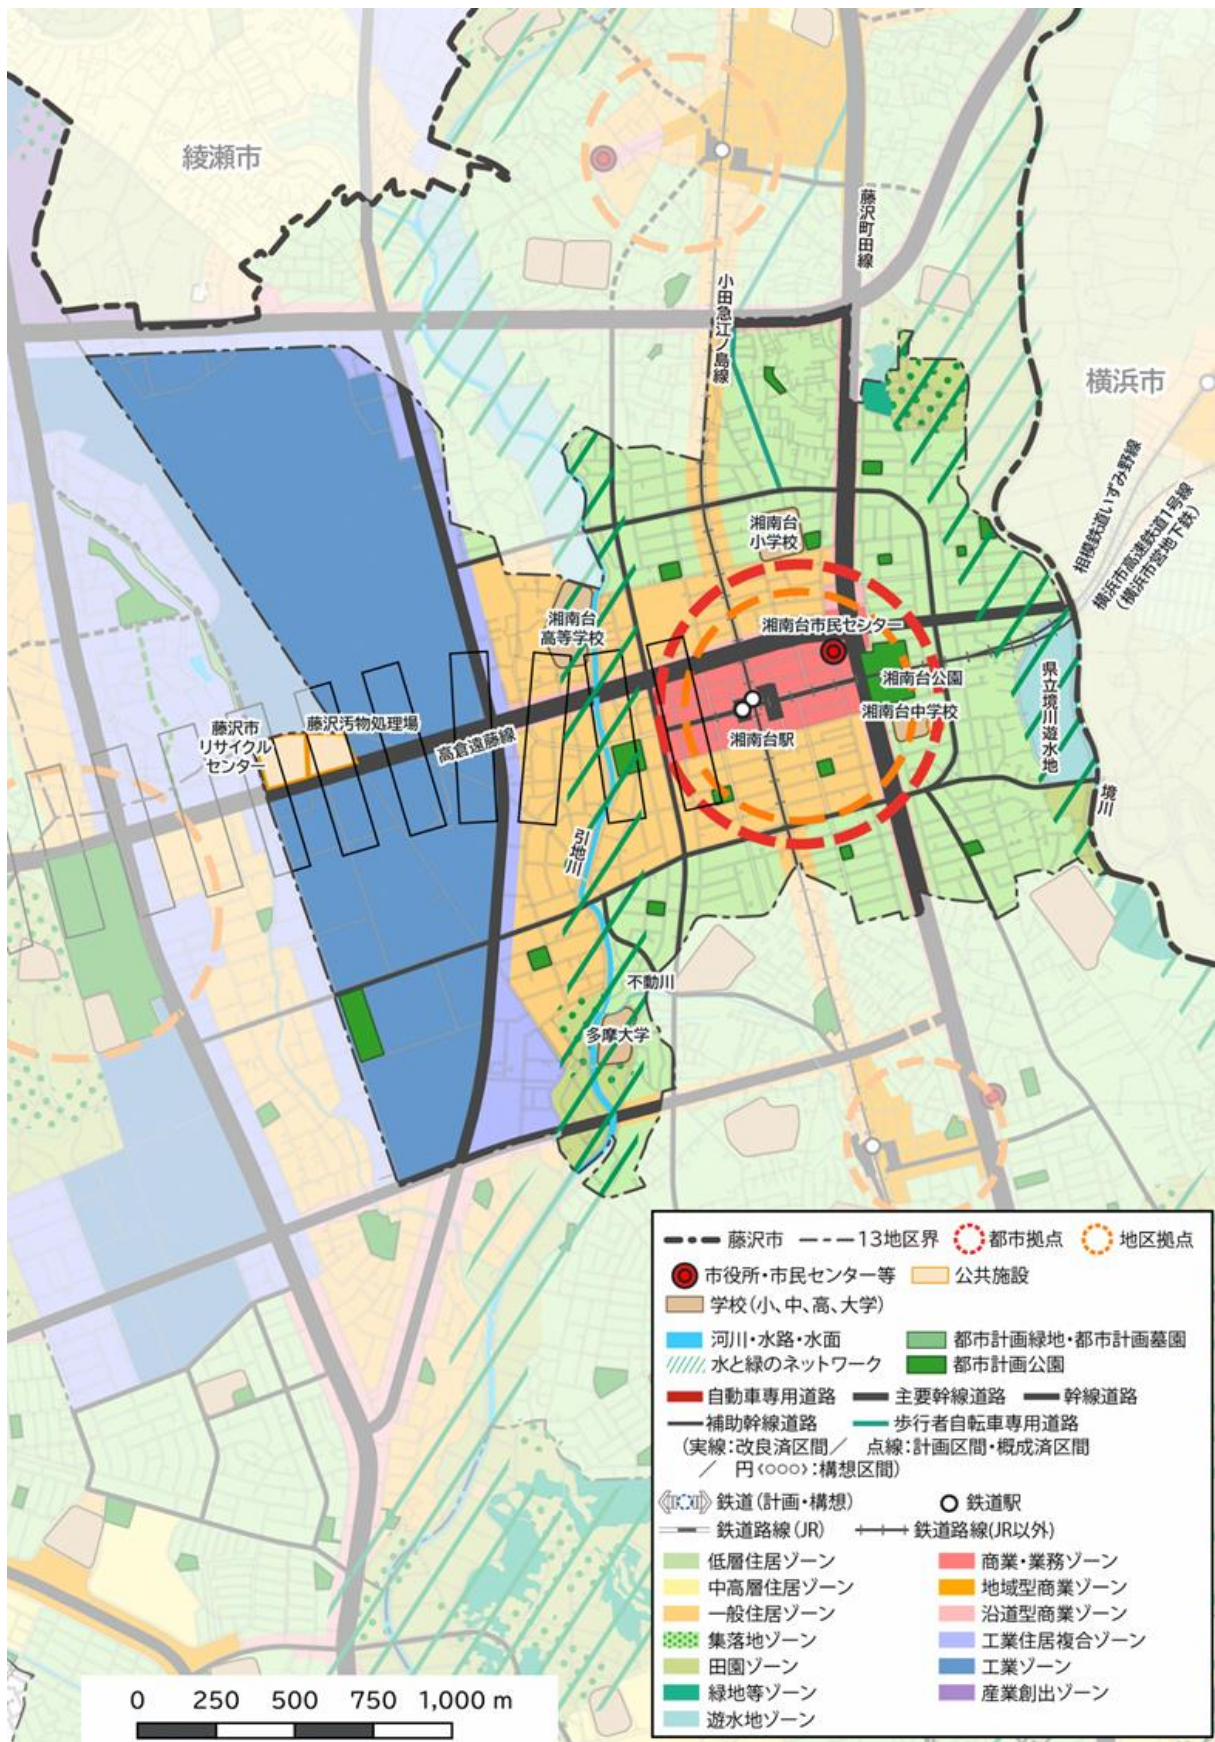 綾瀬市
藤沢町田線
小田急江ノ島線
横浜市
相模鉄道いずみ野線
横浜市高速鉄道1号線
(横浜市営地下鉄)
湘南台
小学校
湘南台
高等学校
湘南台市民センター
湘南台公園
湘南台中学校
県立境川遊水地
藤沢汚物処理場
藤沢市
リサイクル
センター
高倉遠藤線
湘南台駅
境川
引地川
不動川
多摩大学
藤沢市 13地区界 都市拠点 地区拠点
市役所・市民センター等 公共施設
学校(小、中、高、大学)
河川・水路・水面 都市計画緑地・都市計画墓園
水と緑のネットワーク 都市計画公園
自動車専用道路 主要幹線道路 幹線道路
補助幹線道路 歩行者自転車専用道路
(実線:改良済区間/ 点線:計画区間・概成済区間
/ 円<○○○>:構想区間)
鉄道(計画・構想) 鉄道駅
鉄道路線(JR) 鉄道路線(JR以外)
低層住居ゾーン 商業・業務ゾーン
中高層住居ゾーン 地域型商業ゾーン
一般住居ゾーン 沿道型商業ゾーン
集落地ゾーン 工業住居複合ゾーン
田園ゾーン 工業ゾーン
緑地等ゾーン 産業創出ゾーン
遊水地ゾーン
0 250 500 750 1,000 m